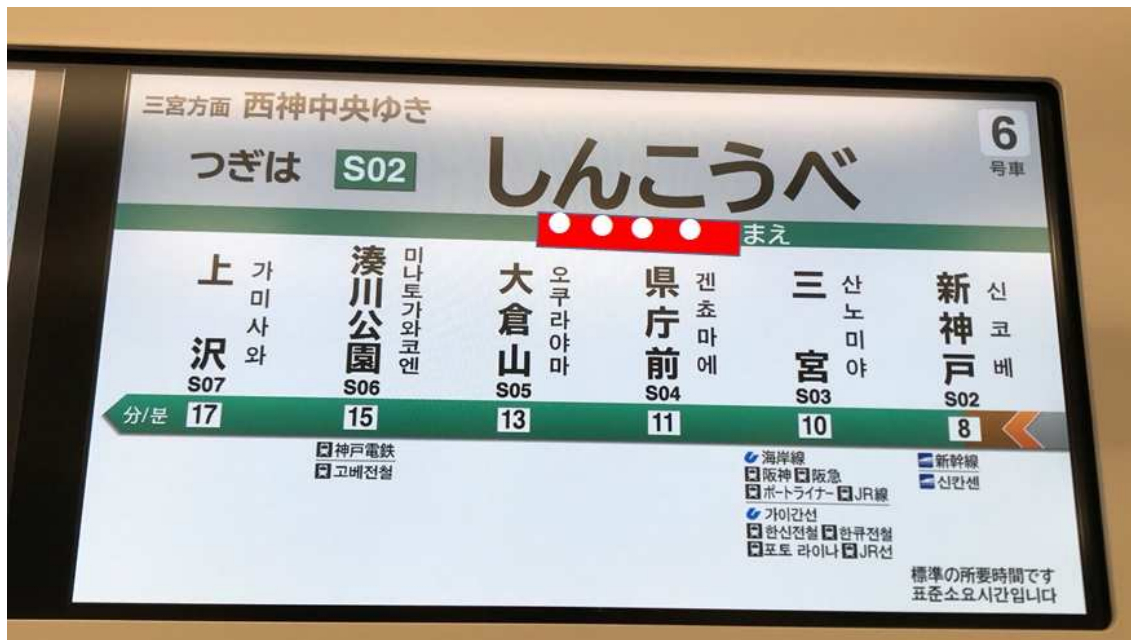 三宮方面 西神中央ゆき
6
号車
つぎは S02 しんこうべ
まえ
上沢 가미사와
湊川公園 미나토가와코엔
大倉山 오쿠라야마
県庁前 겐쵸마에
三宮 산노미야
新神戸 신코베
S07 S06 S05 S04 S03 S02
分/분 17 15 13 11 10 8
神戸電鉄
고베전철
海岸線
阪神 阪急
ポートライナー JR線
가이간선
한신전철 한큐전철
포토 라이나 JR선
新幹線
신칸센
標準の所要時間です
표준소요시간입니다